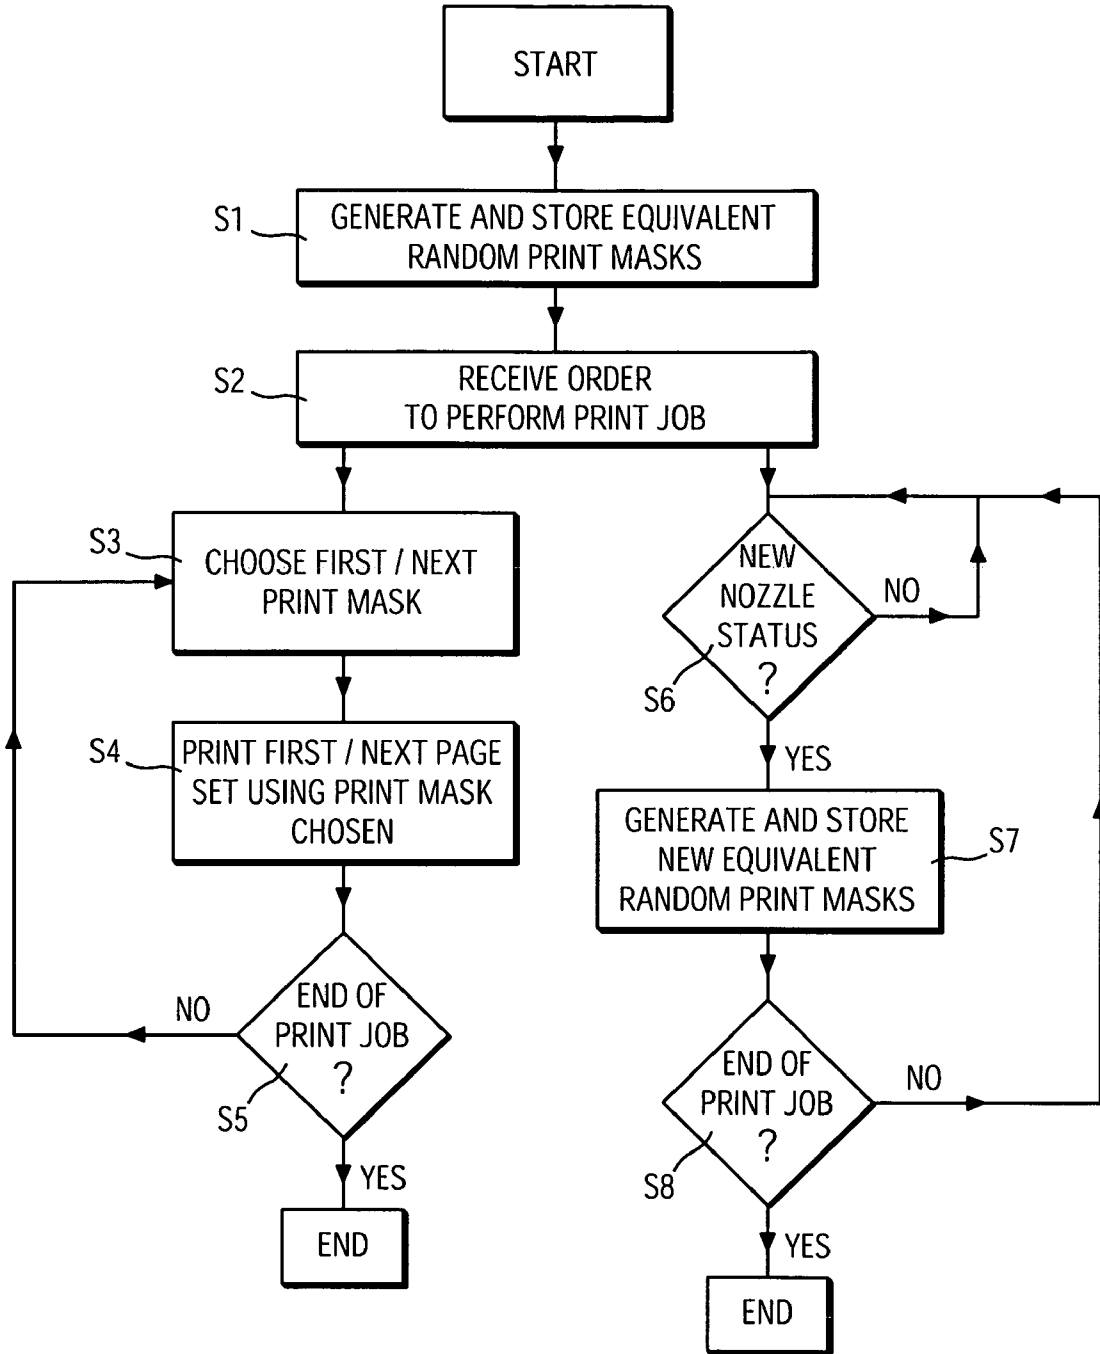 START
S1
GENERATE AND STORE EQUIVALENT
RANDOM PRINT MASKS
S2
RECEIVE ORDER
TO PERFORM PRINT JOB
S3
CHOOSE FIRST / NEXT
PRINT MASK
S4
PRINT FIRST / NEXT PAGE
SET USING PRINT MASK
CHOSEN
END OF
PRINT JOB
?
S5
NO
YES
END
NEW
NOZZLE
STATUS
?
S6
NO
YES
GENERATE AND STORE
NEW EQUIVALENT
RANDOM PRINT MASKS
S7
END OF
PRINT JOB
?
S8
NO
YES
END